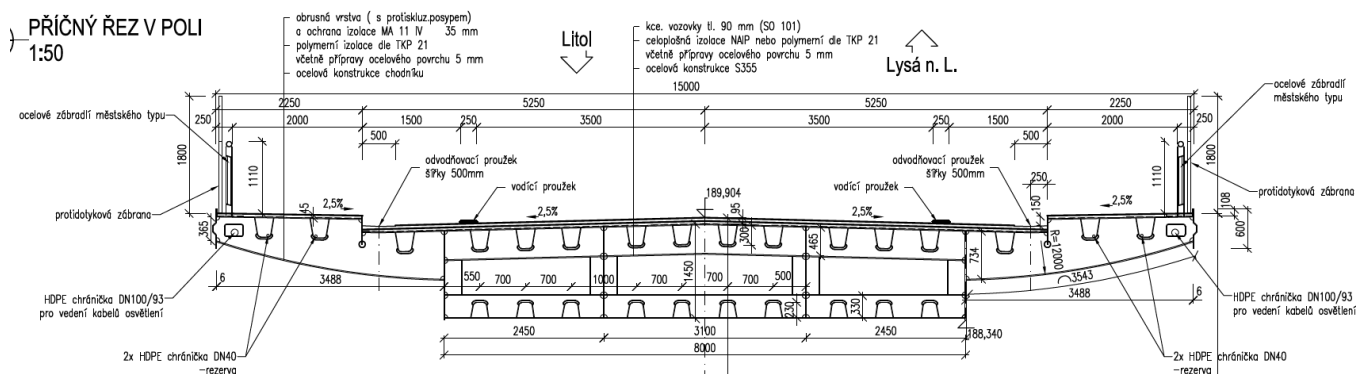 PŘÍČNÝ ŘEZ V POLI
1:50
obrusná vrstva ( s protiskluz.posypem)
a ochrana izolace MA 11 IV 35 mm
polymerní izolace dle TKP 21
včetně přípravy ocelového povrchu 5 mm
ocelová konstrukce chodníku
Litol
kce. vozovky tl. 90 mm (SO 101)
celoplošná izolace NAIP nebo polymerní dle TKP 21
včetně přípravy ocelového povrchu 5 mm
ocelová konstrukce S355
Lysá n. L.
15000
2250 5250 5250 2250
250 2000 1500 250 3500 3500 250 1500 2000 250
500 500
ocelové zábradlí městského typu
ocelové zábradlí
městského typu
1800 1110 1110 1800
odvodňovací proužek
šířky 500mm
vodící proužek
189,904
vodící proužek
odvodňovací proužek
šířky 500mm
250
150
protidotyková zábrana
protidotyková zábrana
2,5% 45 2,5% 95 2,5% 2,5% 108
365 300 465 734 R=12000 600
550 700 700 1000 1450 700 700 500
6 3488 3543 3488 6
230 330
HDPE chránička DN100/93
pro vedení kabelů osvětlení
HDPE chránička DN100/93
pro vedení kabelů osvětlení
188,340
2450 3100 2450
8000
2x HDPE chránička DN40
-rezerva
2x HDPE chránička DN40
-rezerva